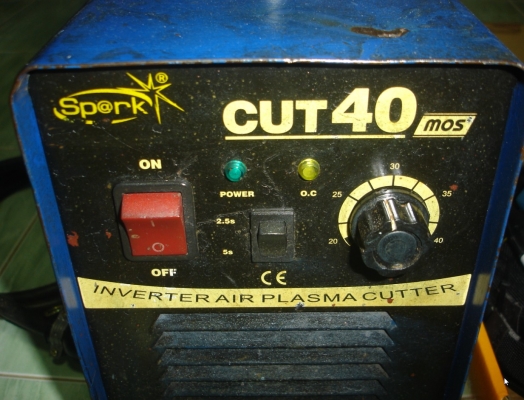 Sp@rk®
CUT40
mos
ON
POWER
O.C
30
25
35
2.5s
20
40
5s
OFF
CE
INVERTER AIR PLASMA CUTTER